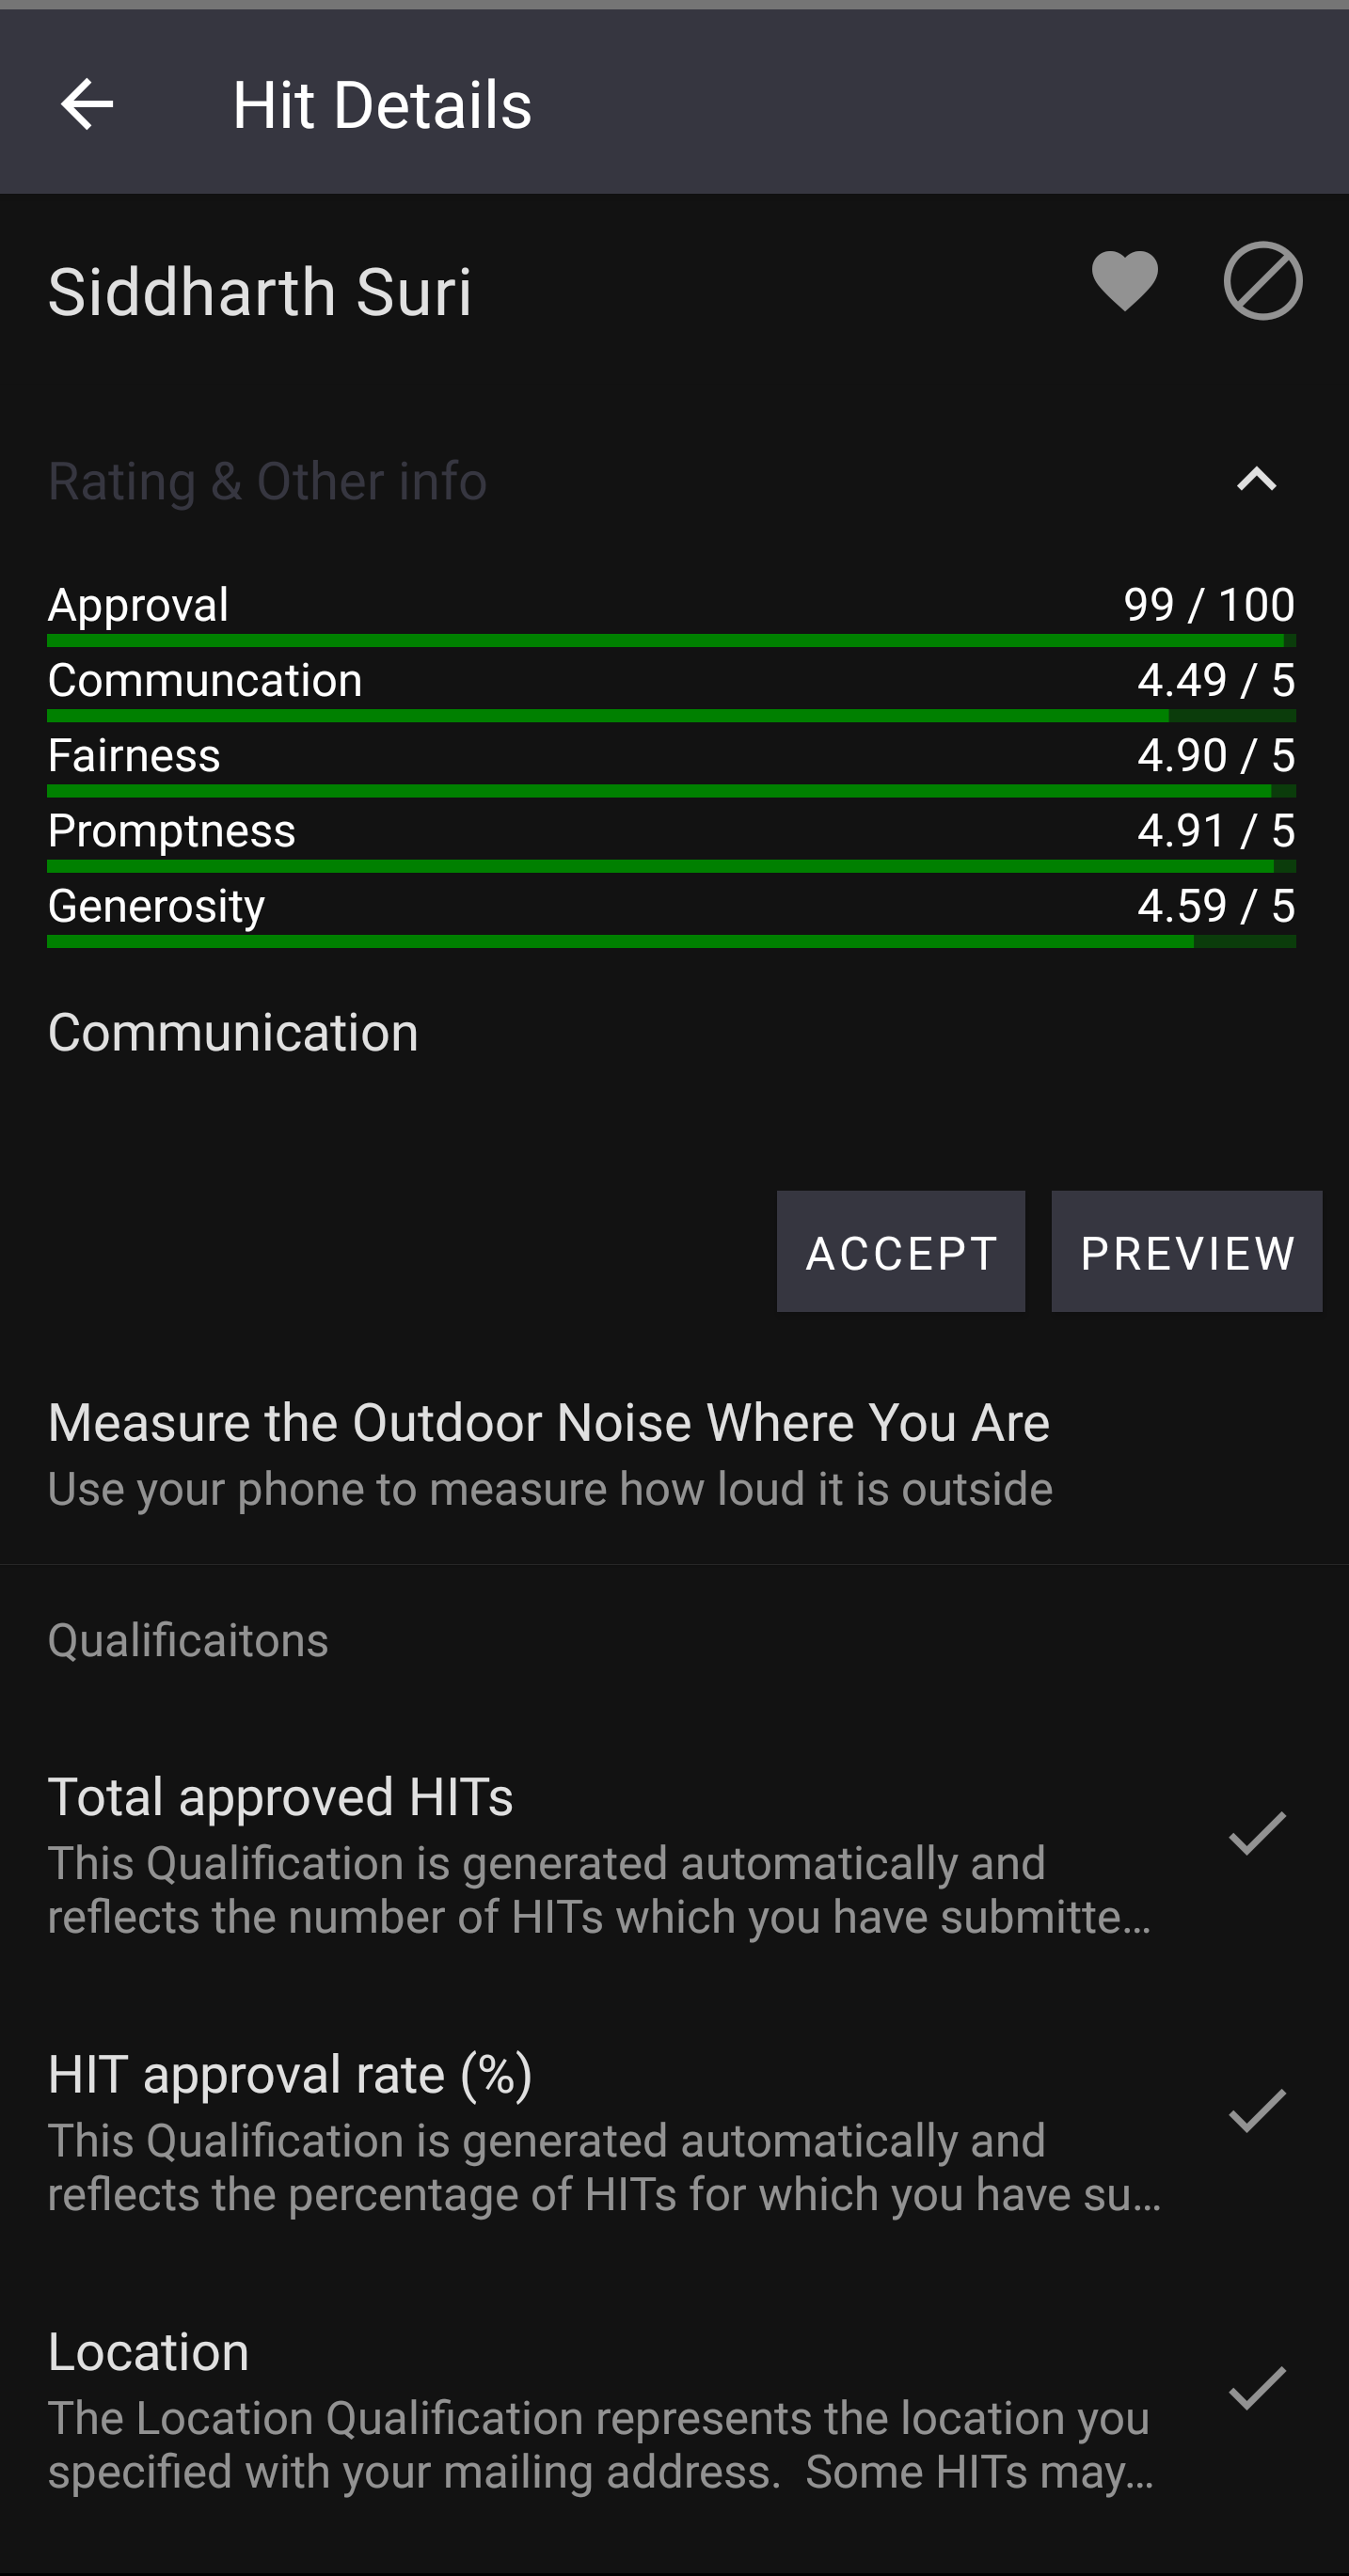 Hit Details
Siddharth Suri
Rating & Other info
Approval 99 / 100
Communcation 4.49 / 5
Fairness 4.90 / 5
Promptness 4.91 / 5
Generosity 4.59 / 5
Communication
ACCEPT PREVIEW
Measure the Outdoor Noise Where You Are
Use your phone to measure how loud it is outside
Qualificaitons
Total approved HITs
This Qualification is generated automatically and
reflects the number of HITs which you have submitte...
HIT approval rate (%)
This Qualification is generated automatically and
reflects the percentage of HITs for which you have su...
Location
The Location Qualification represents the location you
specified with your mailing address.  Some HITs may...